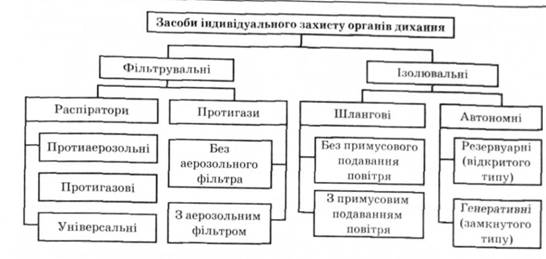 Засоби індивідуального захисту органів дихання
Фільтрувальні
Ізолювальні
Распіратори
Протигази
Шлангові
Автономні
Протиаерозольні
Протигазові
Універсальні
Без
аерозольного
фільтра
З аерозольним
фільтром
Без примусового
подавання
повітря
З примусовим
подаванням
повітря
Резервуарні
(відкритого
типу)
Генеративні
(замкнутого
типу)